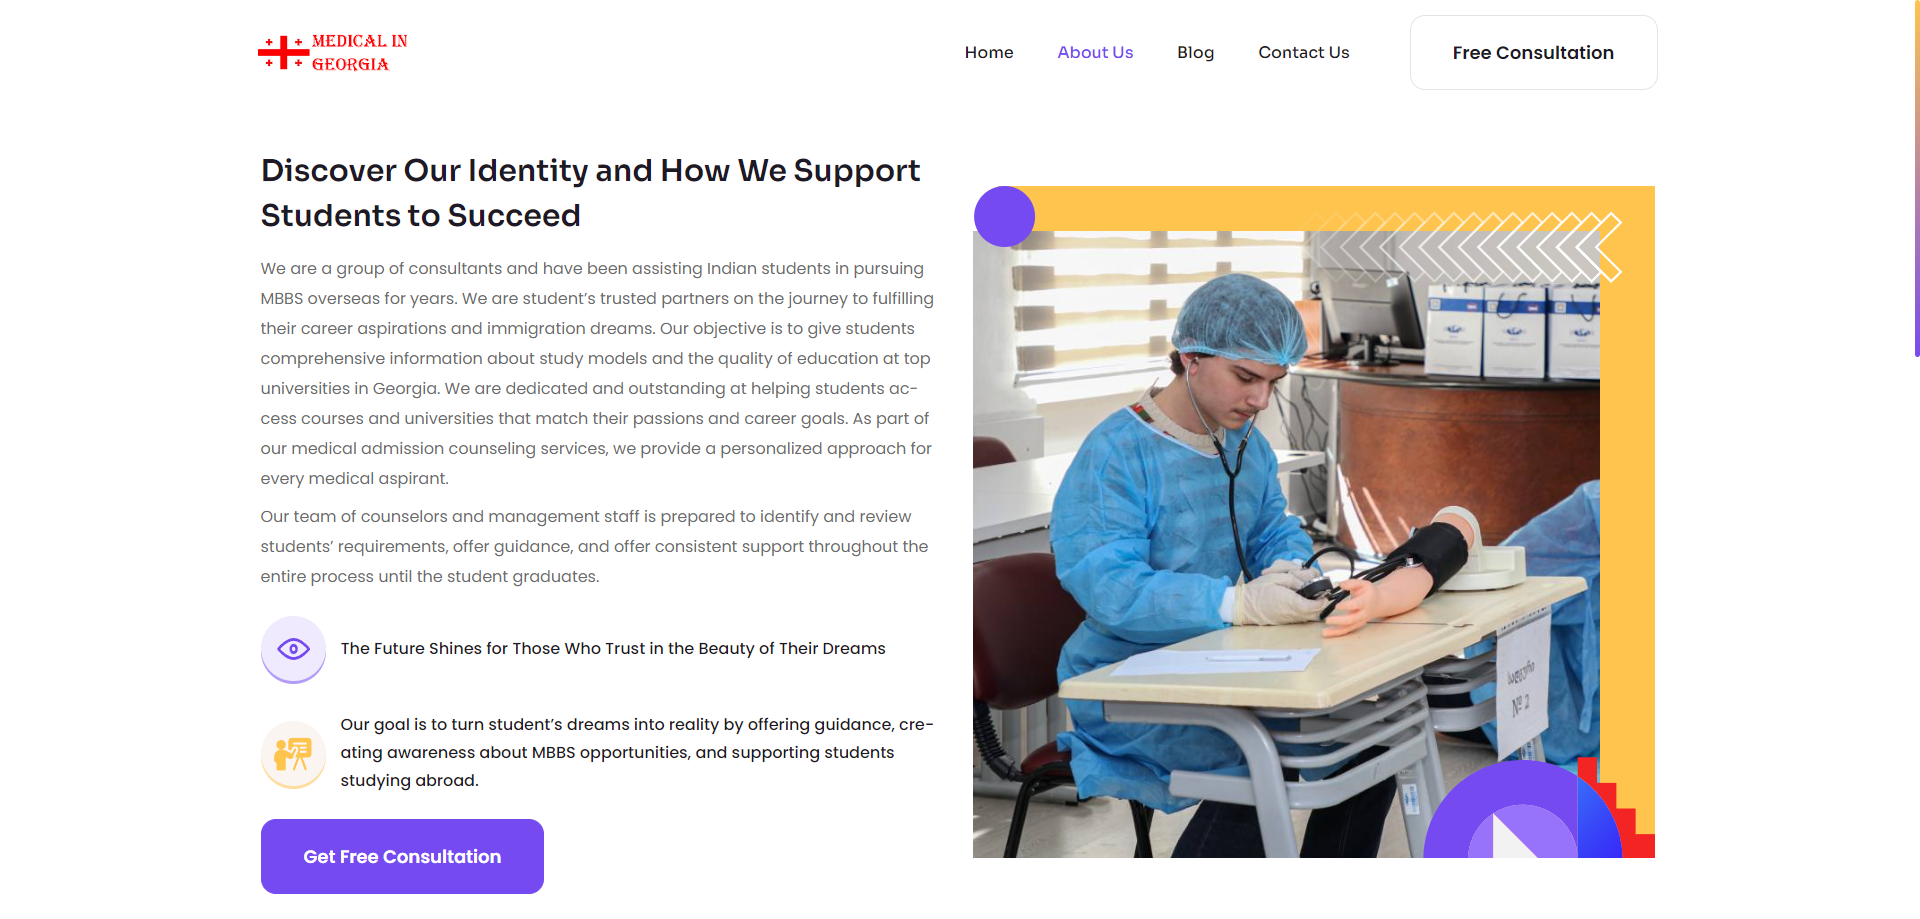 MEDICAL IN
GEORGIA
Home
About Us
Blog
Contact Us
Free Consultation
Discover Our Identity and How We Support
Students to Succeed
We are a group of consultants and have been assisting Indian students in pursuing
MBBS overseas for years. We are student’s trusted partners on the journey to fulfilling
their career aspirations and immigration dreams. Our objective is to give students
comprehensive information about study models and the quality of education at top
universities in Georgia. We are dedicated and outstanding at helping students ac-
cess courses and universities that match their passions and career goals. As part of
our medical admission counseling services, we provide a personalized approach for
every medical aspirant.
Our team of counselors and management staff is prepared to identify and review
students’ requirements, offer guidance, and offer consistent support throughout the
entire process until the student graduates.
The Future Shines for Those Who Trust in the Beauty of Their Dreams
Our goal is to turn student’s dreams into reality by offering guidance, cre-
ating awareness about MBBS opportunities, and supporting students
studying abroad.
Get Free Consultation
№ 2